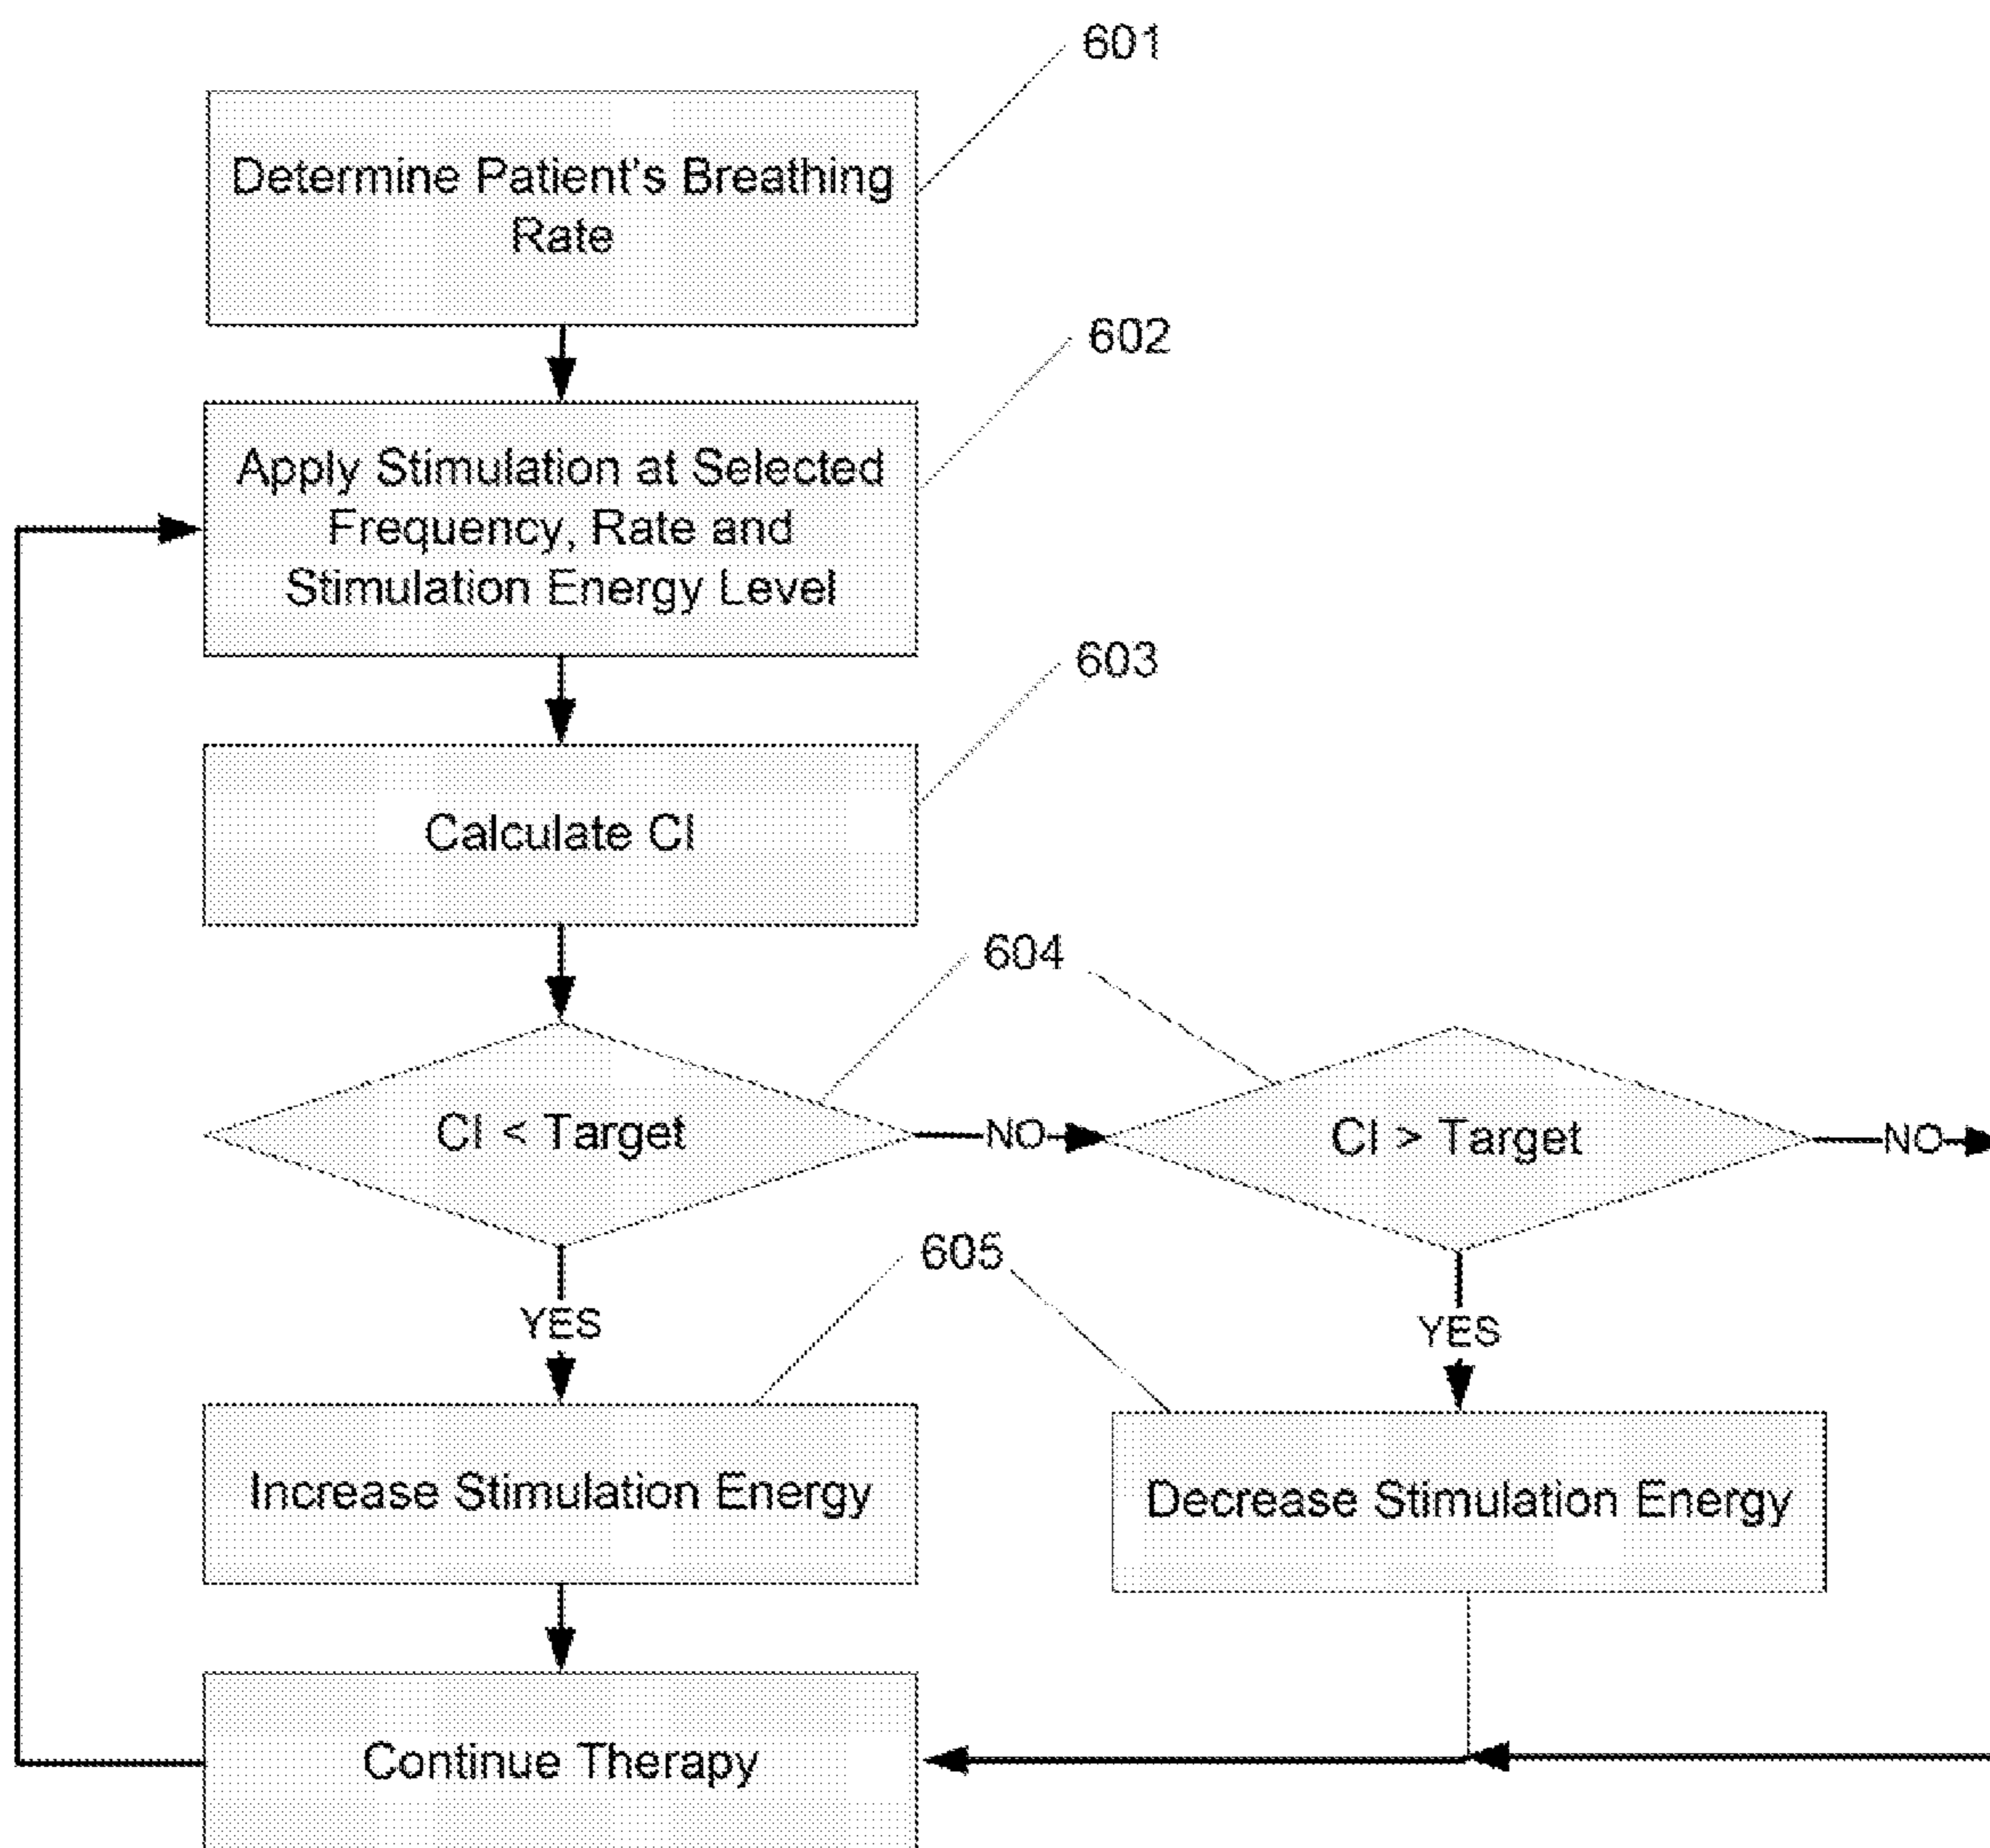 601
Determine Patient's Breathing
Rate
602
Apply Stimulation at Selected
Frequency, Rate and
Stimulation Energy Level
603
Calculate CI
604
CI < Target
NO
CI > Target
NO
605
YES
YES
Increase Stimulation Energy
Decrease Stimulation Energy
Continue Therapy